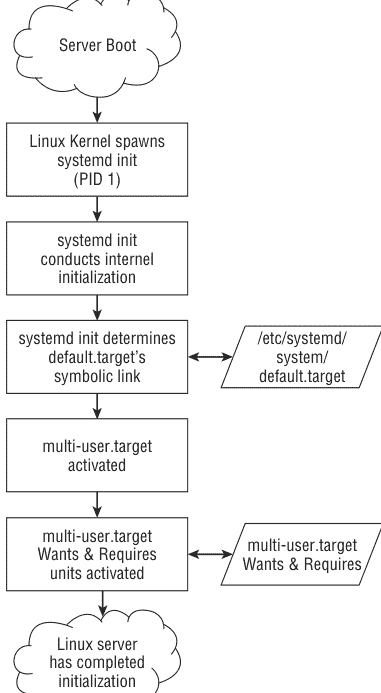 Server Boot
Linux Kernel spawns
systemd init
(PID 1)
systemd init
conducts internel
initialization
systemd init determines
default.target's
symbolic link
/etc/systemd/
system/
default.target
multi-user.target
activated
multi-user.target
Wants & Requires
units activated
multi-user.target
Wants & Requires
Linux server
has completed
initialization